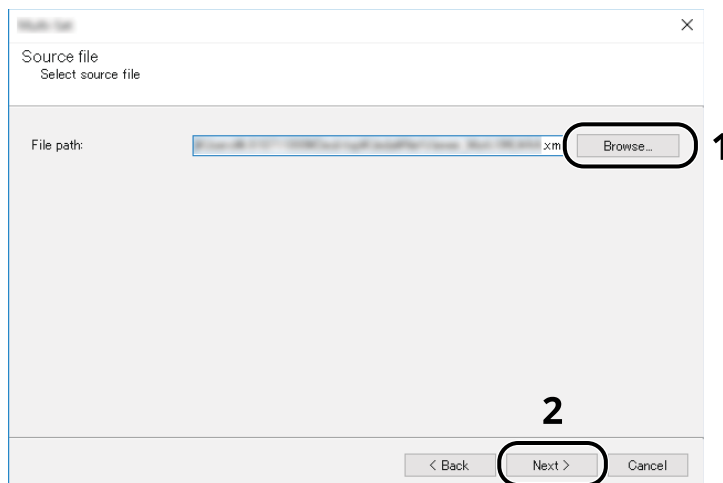 Source file
Select source file
File path:
.xm
Browse...
1
2
< Back
Next >
Cancel